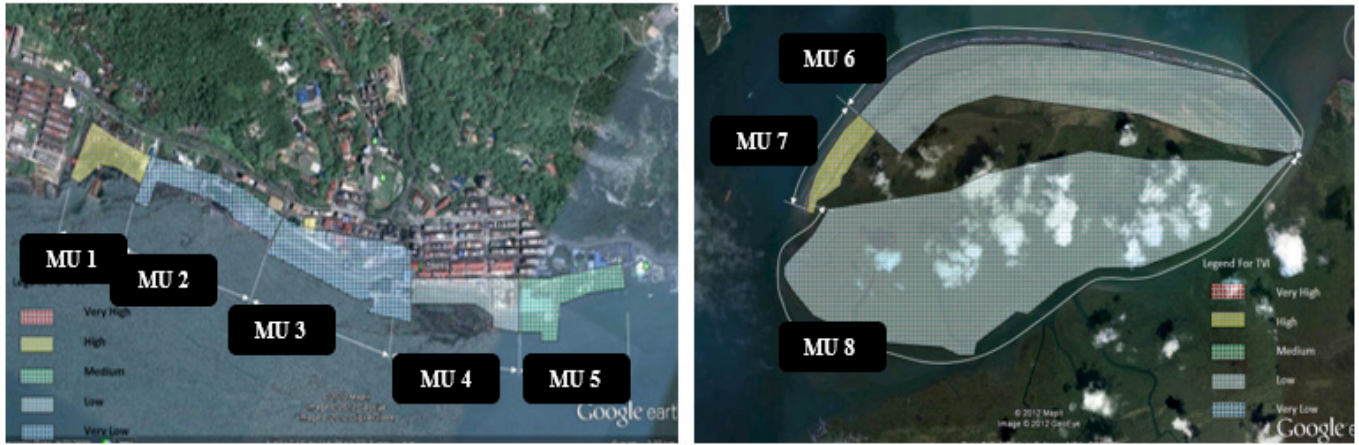 MU 1
MU 2
MU 3
MU 4
MU 5
Very High
High
Medium
Low
Very Low
Google eart
MU 6
MU 7
MU 8
Legend For TVI
Very High
High
Medium
Low
Very Low
© 2012 MapIt
Image © 2012 GeoEye
Google e